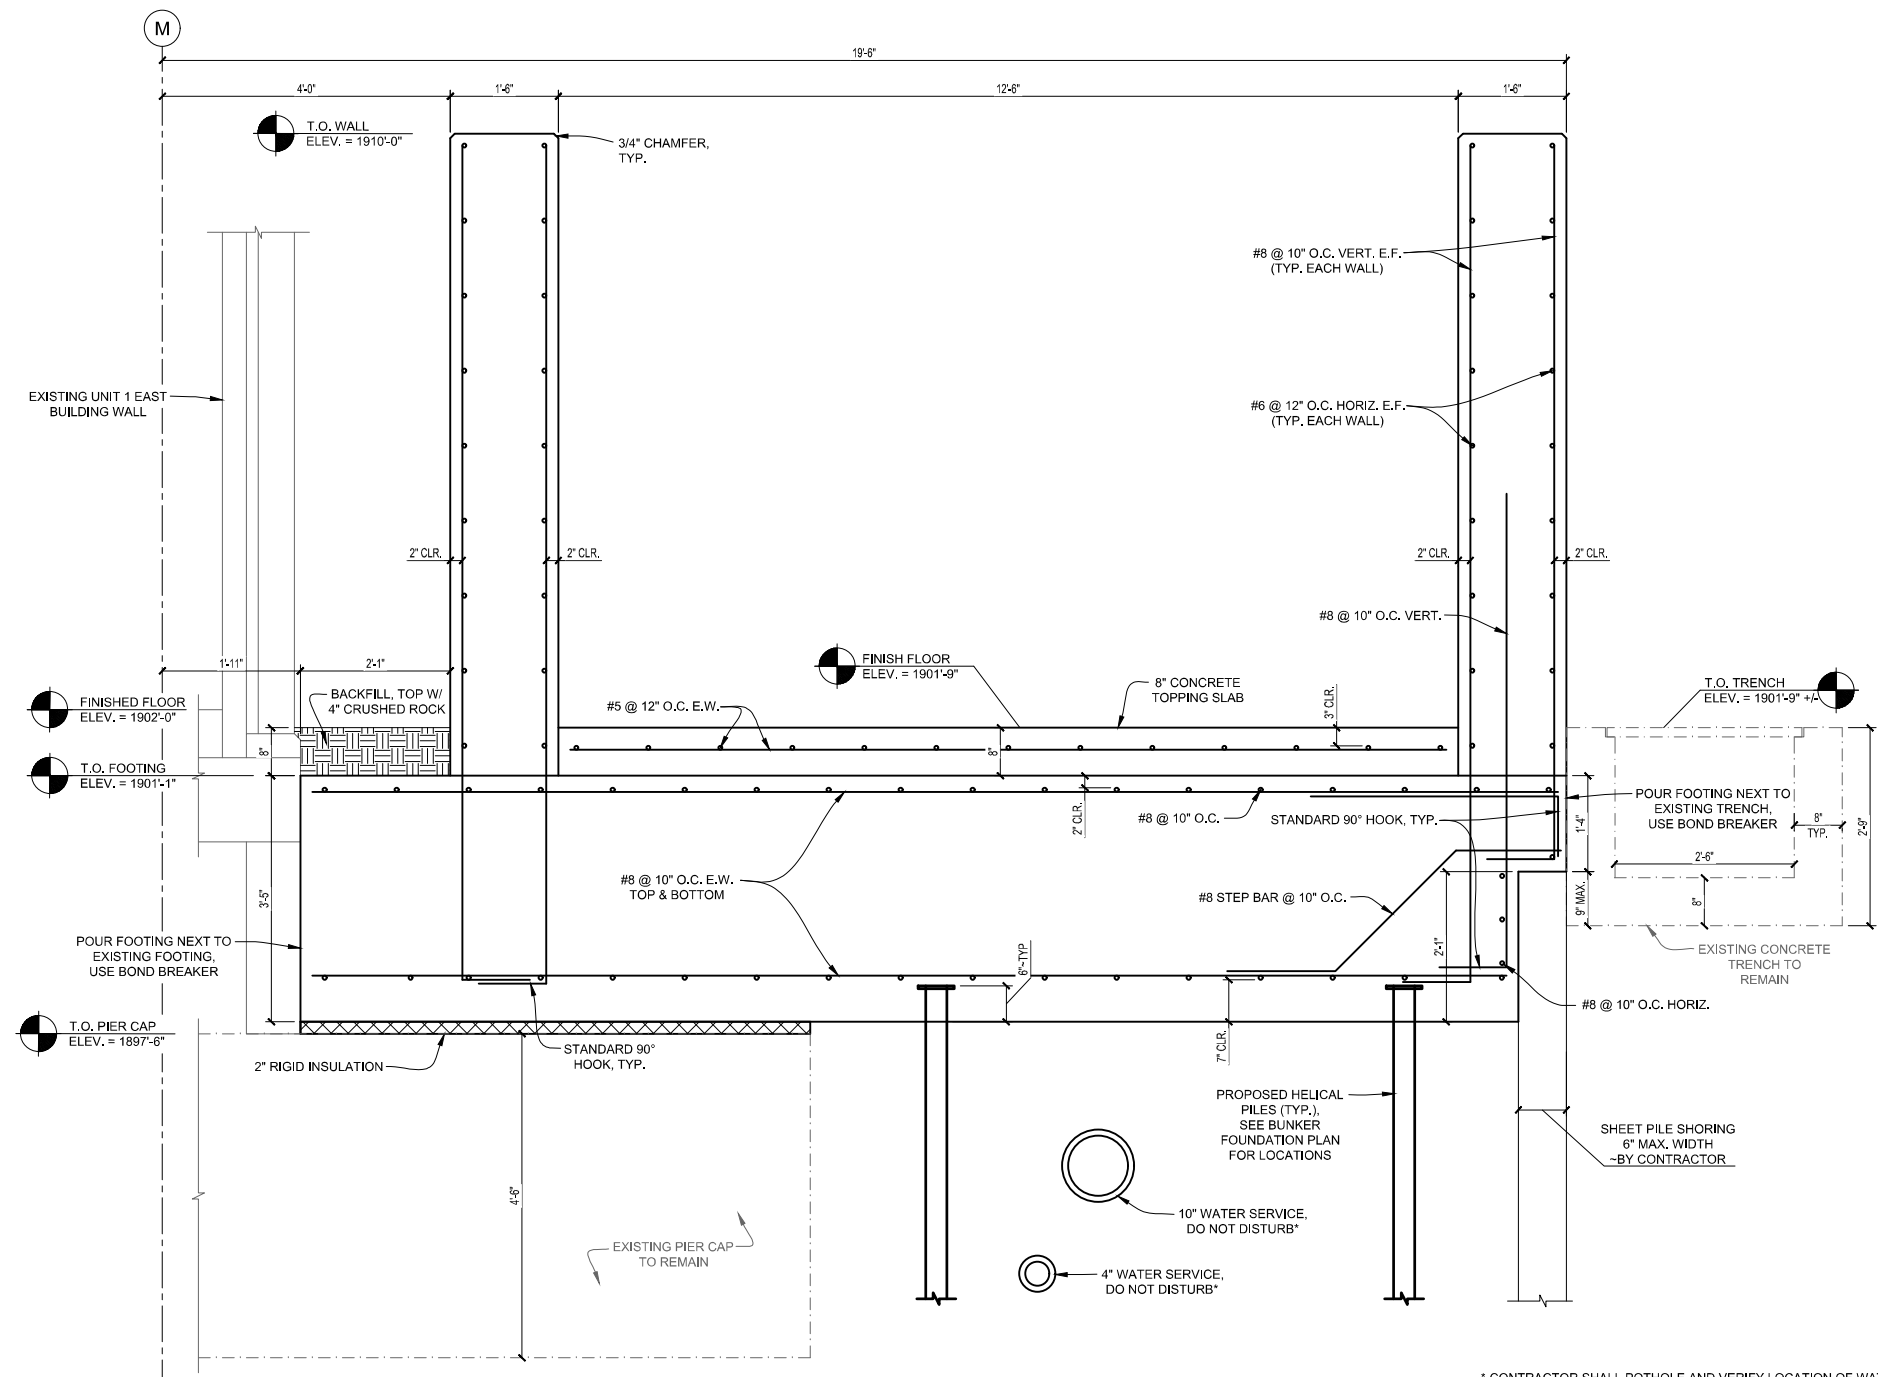 M
19'-6"
4'-0"
1'-6"
12'-6"
1'-6"
T.O. WALL
ELEV. = 1910'-0"
3/4" CHAMFER,
TYP.
#8 @ 10" O.C. VERT. E.F.
(TYP. EACH WALL)
EXISTING UNIT 1 EAST
BUILDING WALL
#6 @ 12" O.C. HORIZ. E.F.
(TYP. EACH WALL)
2" CLR.
2" CLR.
2" CLR.
2" CLR.
#8 @ 10" O.C. VERT.
1'-11"
2'-1"
FINISH FLOOR
ELEV. = 1901'-9"
8" CONCRETE
TOPPING SLAB
3" CLR.
T.O. TRENCH
ELEV. = 1901'-9" +/-
FINISHED FLOOR
ELEV. = 1902'-0"
BACKFILL, TOP W/
4" CRUSHED ROCK
#5 @ 12" O.C. E.W.
8"
8"
T.O. FOOTING
ELEV. = 1901'-1"
2" CLR.
#8 @ 10" O.C.
STANDARD 90° HOOK, TYP.
POUR FOOTING NEXT TO
EXISTING TRENCH,
USE BOND BREAKER
1'-4"
8"
TYP.
2'-9"
2'-6"
#8 @ 10" O.C. E.W.
TOP & BOTTOM
#8 STEP BAR @ 10" O.C.
3'-5"
9" MAX.
8"
POUR FOOTING NEXT TO
EXISTING FOOTING,
USE BOND BREAKER
6"~TYP
2'-1"
EXISTING CONCRETE
TRENCH TO
REMAIN
#8 @ 10" O.C. HORIZ.
T.O. PIER CAP
ELEV. = 1897'-6"
2" RIGID INSULATION
STANDARD 90°
HOOK, TYP.
7" CLR.
PROPOSED HELICAL
PILES (TYP.),
SEE BUNKER
FOUNDATION PLAN
FOR LOCATIONS
SHEET PILE SHORING
6" MAX. WIDTH
~BY CONTRACTOR
4'-6"
10" WATER SERVICE,
DO NOT DISTURB*
EXISTING PIER CAP
TO REMAIN
4" WATER SERVICE,
DO NOT DISTURB*
* CONTRACTOR SHALL POTHOLE AND VERIFY LOCATION OF